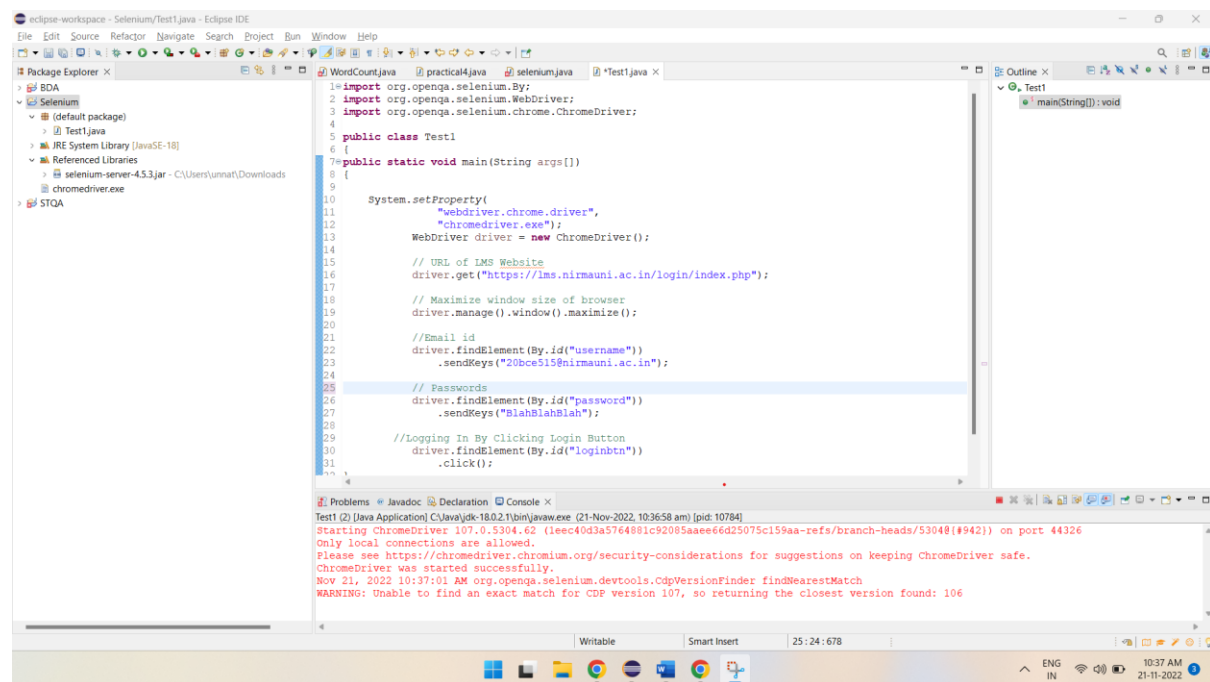 eclipse-workspace - Selenium/Test1.java - Eclipse IDE
File Edit Source Refactor Navigate Search Project Run Window Help
Package Explorer
BDA
Selenium
(default package)
Test1.java
JRE System Library [JavaSE-18]
Referenced Libraries
selenium-server-4.5.3.jar - C:\Users\unnat\Downloads
chromedriver.exe
STQA
WordCount.java practical4.java selenium.java *Test1.java
1 import org.openqa.selenium.By;
2 import org.openqa.selenium.WebDriver;
3 import org.openqa.selenium.chrome.ChromeDriver;
4
5 public class Test1
6 {
7 public static void main(String args[])
8 {
9
10 System.setProperty(
11 "webdriver.chrome.driver",
12 "chromedriver.exe");
13 WebDriver driver = new ChromeDriver();
14
15 // URL of LMS Website
16 driver.get("https://lms.nirmauni.ac.in/login/index.php");
17
18 // Maximize window size of browser
19 driver.manage().window().maximize();
20
21 //Email id
22 driver.findElement(By.id("username"))
23 .sendKeys("20bce515@nirmauni.ac.in");
24
25 // Passwords
26 driver.findElement(By.id("password"))
27 .sendKeys("BlahBlahBlah");
28
29 //Logging In By Clicking Login Button
30 driver.findElement(By.id("loginbtn"))
31 .click();
Outline
Test1
main(String[]) : void
Problems Javadoc Declaration Console
Test1 (2) [Java Application] C:\Java\jdk-18.0.2.1\bin\javaw.exe (21-Nov-2022, 10:36:58 am) [pid: 10784]
Starting ChromeDriver 107.0.5304.62 (1eec40d3a5764881c92085aaee66d25075c159aa-refs/branch-heads/5304@{#942}) on port 44326
Only local connections are allowed.
Please see https://chromedriver.chromium.org/security-considerations for suggestions on keeping ChromeDriver safe.
ChromeDriver was started successfully.
Nov 21, 2022 10:37:01 AM org.openqa.selenium.devtools.CdpVersionFinder findNearestMatch
WARNING: Unable to find an exact match for CDP version 107, so returning the closest version found: 106
Writable Smart Insert 25 : 24 : 678
ENG
IN
10:37 AM
21-11-2022
3